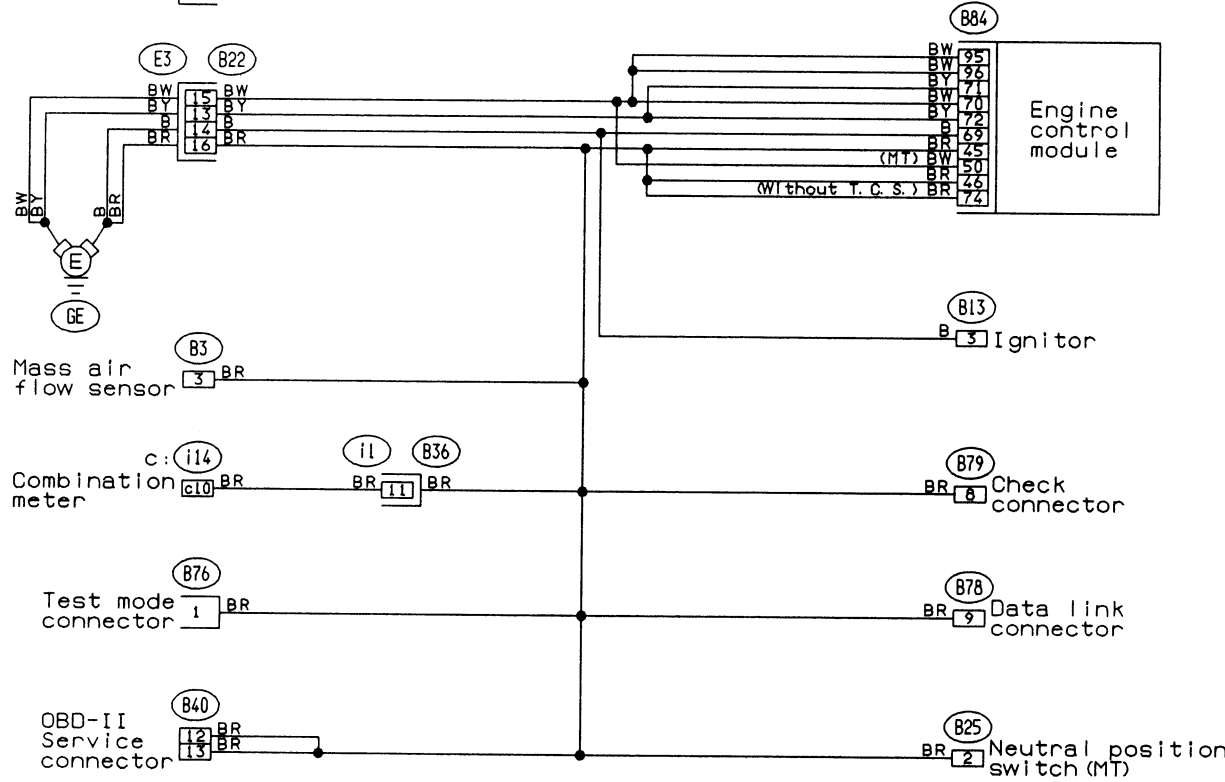 B84
E3 B22
BW 15 BW
BY 13 BY
B 14 B
BR 16 BR
BW 95
BW 96
BY 71
BW 70
BY 72
B 69
BR 45
(MT) BW 50
BR 46
(Without T. C. S.) BR 74
Engine
control
module
BW BY B BR
E
GE
B13
B 3 Ignitor
B3
Mass air
flow sensor 3 BR
c: i14
Combination
meter c10 BR
i1 B36
BR 11 BR
B79
BR 8 Check
connector
B76
Test mode
connector 1 BR
B78
BR 9 Data link
connector
B40
OBD-II
Service
connector
12 BR
13 BR
B25
BR 2 Neutral position
switch (MT)